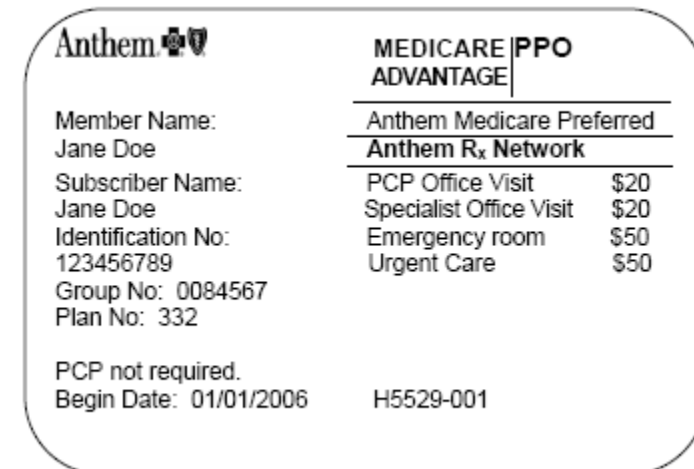 Anthem
MEDICARE PPO
ADVANTAGE
Member Name:
Jane Doe
Subscriber Name:
Jane Doe
Identification No:
123456789
Group No: 0084567
Plan No: 332
PCP not required.
Begin Date: 01/01/2006
Anthem Medicare Preferred
Anthem Rx Network
PCP Office Visit $20
Specialist Office Visit $20
Emergency room $50
Urgent Care $50
H5529-001